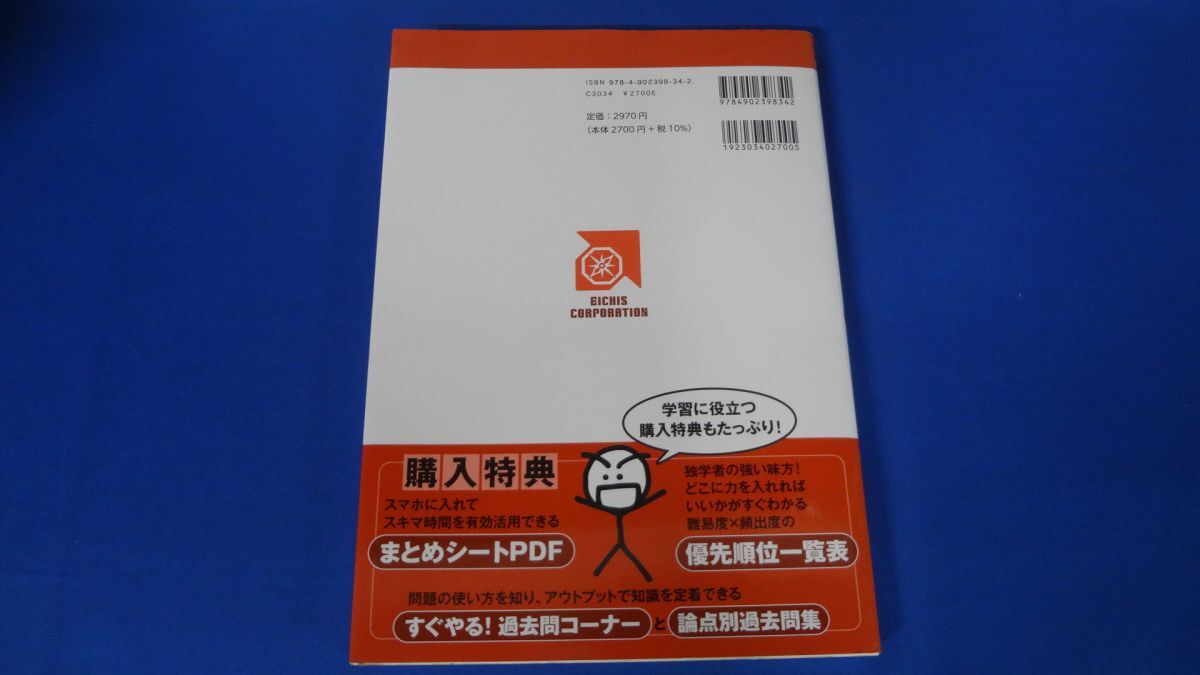 ISBN 978-4-902398-34-2
C3034 ¥2700E
定価：2970円
（本体2700円＋税10%）
9784902398342
1923034027005
EICHIS
CORPORATION
学習に役立つ
購入特典もたっぷり！
購入特典
スマホに入れて
スキマ時間を有効活用できる
まとめシートPDF
独学者の強い味方！
どこに力を入れれば
いいかがすぐわかる
難易度×頻出度の
優先順位一覧表
問題の使い方を知り、アウトプットで知識を定着できる
すぐやる！過去問コーナー と 論点別過去問集